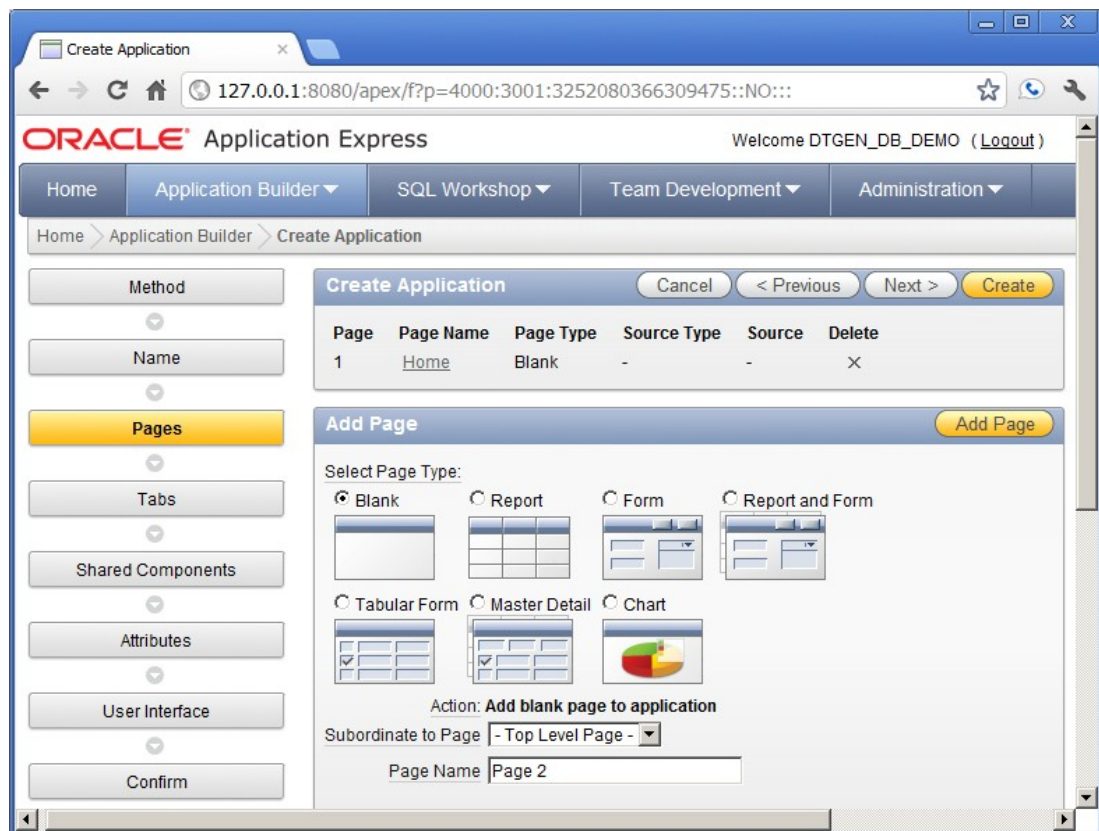 Create Application
127.0.0.1:8080/apex/f?p=4000:3001:3252080366309475::NO:::
ORACLE Application Express
Welcome DTGEN_DB_DEMO ( Logout )
Home Application Builder SQL Workshop Team Development Administration
Home Application Builder Create Application
Method
Name
Pages
Tabs
Shared Components
Attributes
User Interface
Confirm
Create Application Cancel < Previous Next > Create
Page Page Name Page Type Source Type Source Delete
1 Home Blank - -
Add Page Add Page
Select Page Type:
Blank Report Form Report and Form
Tabular Form Master Detail Chart
Action: Add blank page to application
Subordinate to Page - Top Level Page -
Page Name Page 2